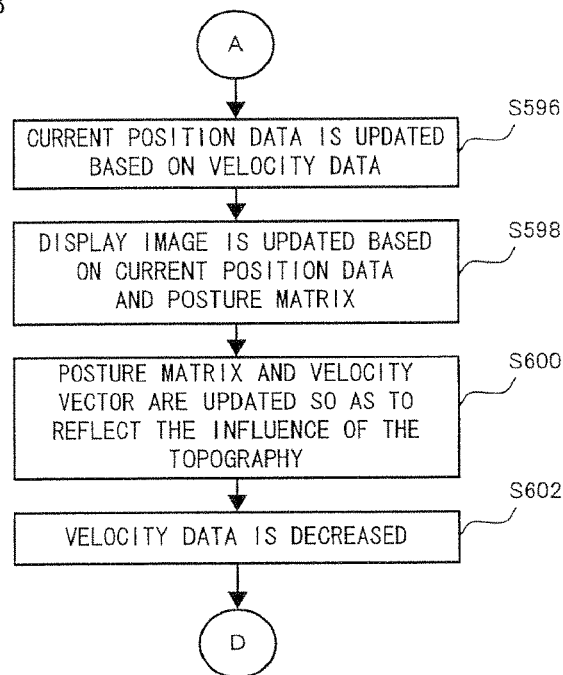 A
S596
CURRENT POSITION DATA IS UPDATED
BASED ON VELOCITY DATA
S598
DISPLAY IMAGE IS UPDATED BASED
ON CURRENT POSITION DATA
AND POSTURE MATRIX
S600
POSTURE MATRIX AND VELOCITY
VECTOR ARE UPDATED SO AS TO
REFLECT THE INFLUENCE OF THE
TOPOGRAPHY
S602
VELOCITY DATA IS DECREASED
D